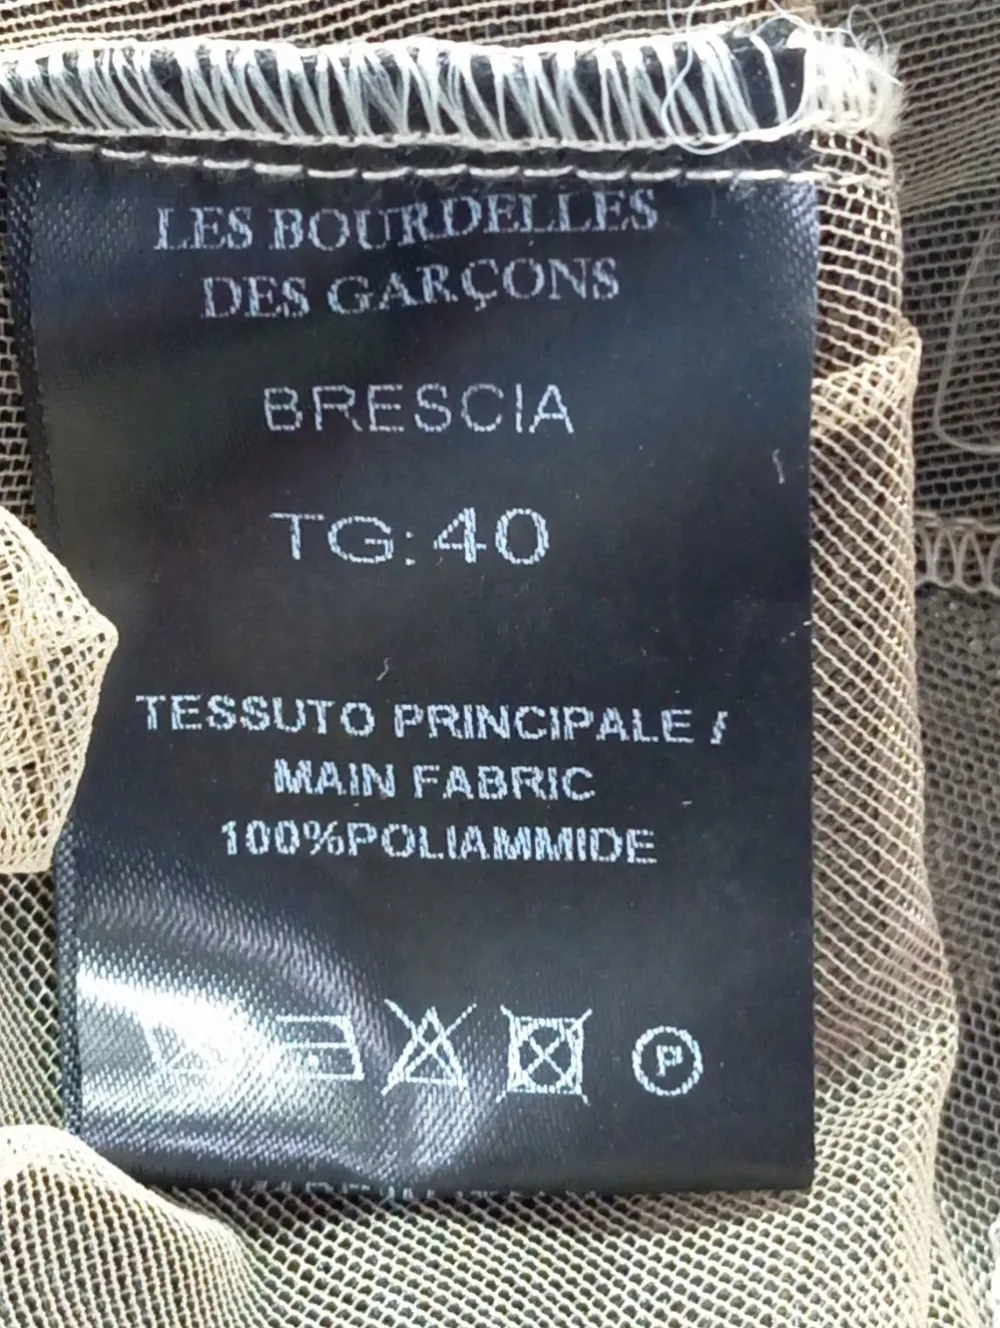 LES BOURDELLES
DES GARÇONS
BRESCIA
TG: 40
TESSUTO PRINCIPALE /
MAIN FABRIC
100%POLIAMMIDE
P